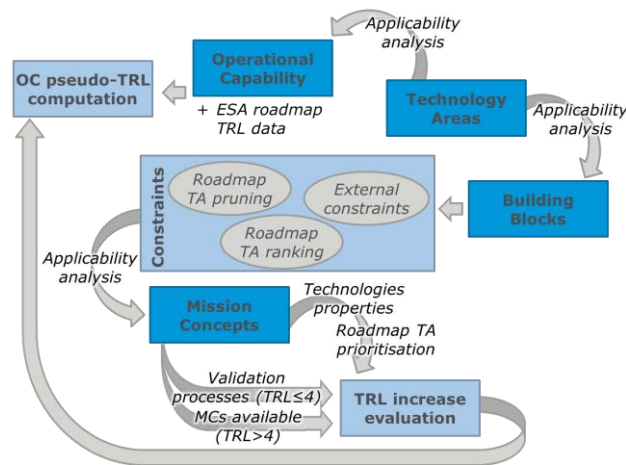 Applicability
analysis
Operational
Capability
OC pseudo-TRL
computation
+ ESA roadmap
TRL data
Technology
Areas
Applicability
analysis
Building
Blocks
Constraints
Roadmap
TA pruning
External
constraints
Roadmap
TA ranking
Applicability
analysis
Mission
Concepts
Technologies
properties
Roadmap TA
prioritisation
Validation
processes (TRL≤4)
MCs available
(TRL>4)
TRL increase
evaluation